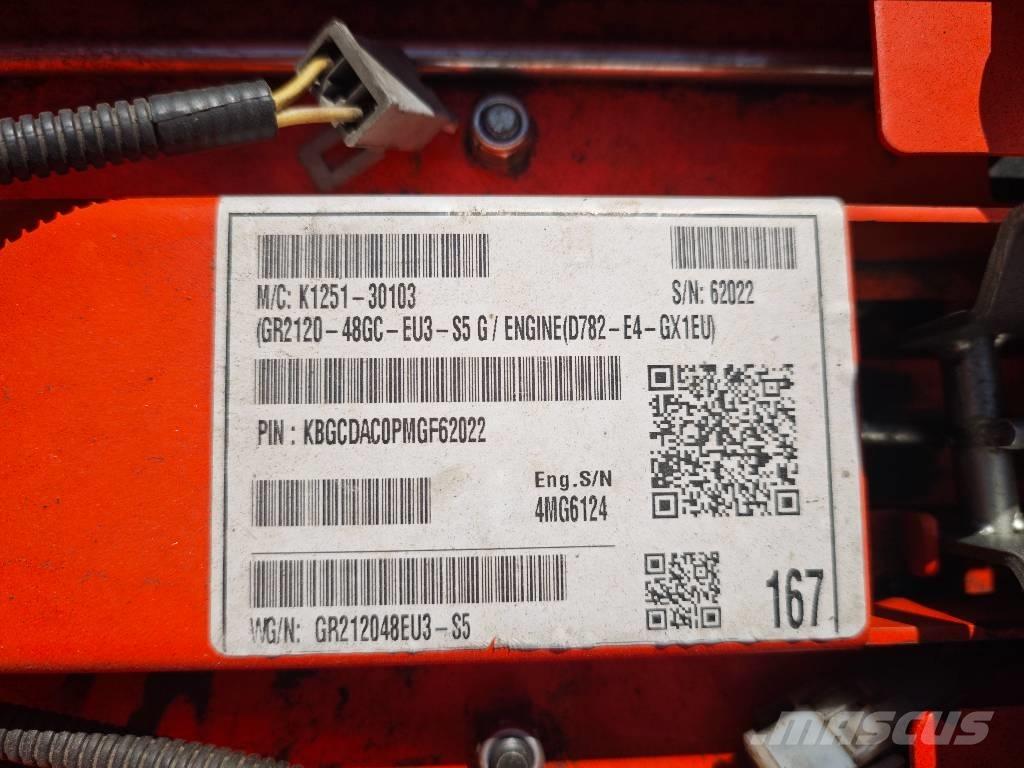 M/C: K1251-30103
S/N: 62022
(GR2120-48GC-EU3-S5 G/ ENGINE(D782-E4-GX1EU)
PIN : KBGCDAC0PMGF62022
Eng.S/N
4MG6124
WG/N: GR212048EU3-S5
167
MASCUS